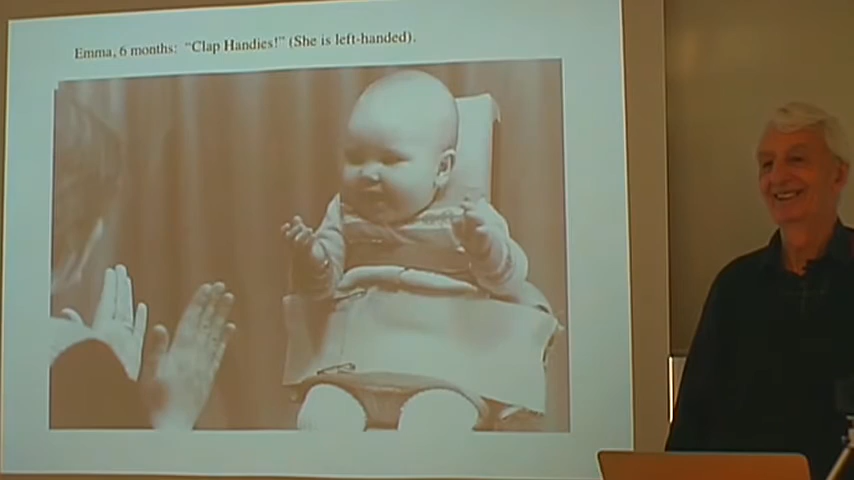 Emma, 6 months: “Clap Handies!” (She is left-handed).